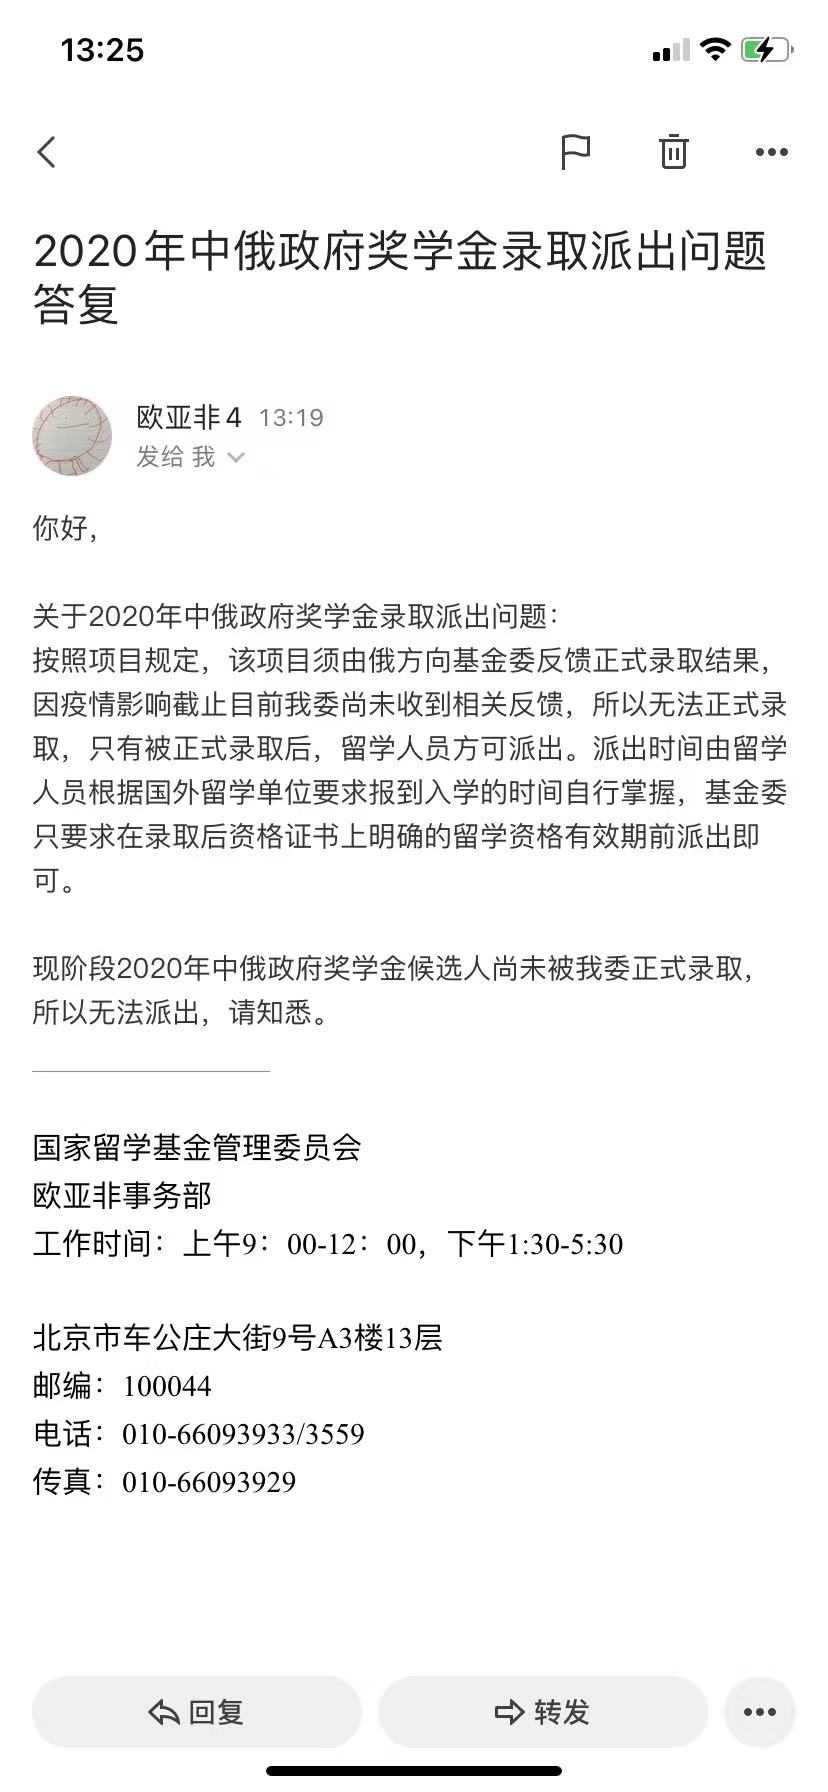 13:25
2020年中俄政府奖学金录取派出问题
答复
欧亚非4 13:19
发给 我
你好，
关于2020年中俄政府奖学金录取派出问题：
按照项目规定，该项目须由俄方向基金委反馈正式录取结果，
因疫情影响截止目前我委尚未收到相关反馈，所以无法正式录
取，只有被正式录取后，留学人员方可派出。派出时间由留学
人员根据国外留学单位要求报到入学的时间自行掌握，基金委
只要求在录取后资格证书上明确的留学资格有效期前派出即
可。
现阶段2020年中俄政府奖学金候选人尚未被我委正式录取，
所以无法派出，请知悉。
国家留学基金管理委员会
欧亚非事务部
工作时间：上午9：00-12：00，下午1:30-5:30
北京市车公庄大街9号A3楼13层
邮编：100044
电话：010-66093933/3559
传真：010-66093929
回复
转发